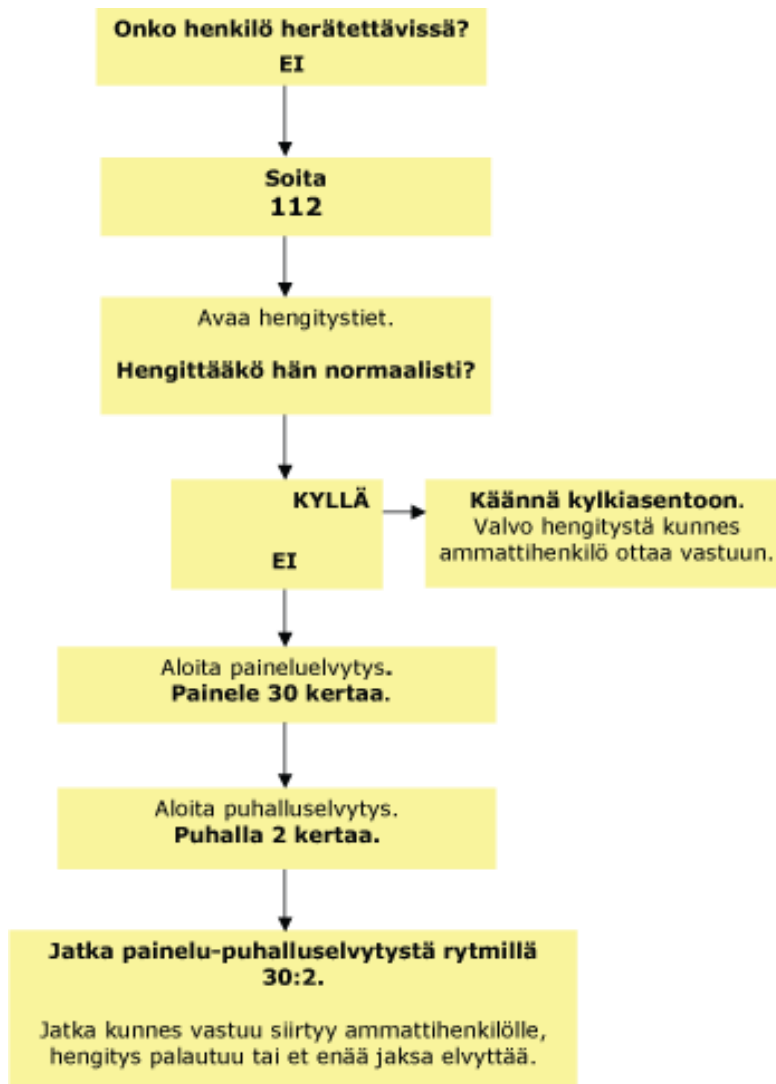 Onko henkilö herätettävissä?
EI
Soita
112
Avaa hengitystiet.
Hengittääkö hän normaalisti?
KYLLÄ
EI
Käännä kylkiasentoon.
Valvo hengitystä kunnes
ammattihenkilö ottaa vastuun.
Aloita paineluelvytys.
Painele 30 kertaa.
Aloita puhalluselvytys.
Puhalla 2 kertaa.
Jatka painelu-puhalluselvytystä rytmillä
30:2.
Jatka kunnes vastuu siirtyy ammattihenkilölle,
hengitys palautuu tai et enää jaksa elvyttää.